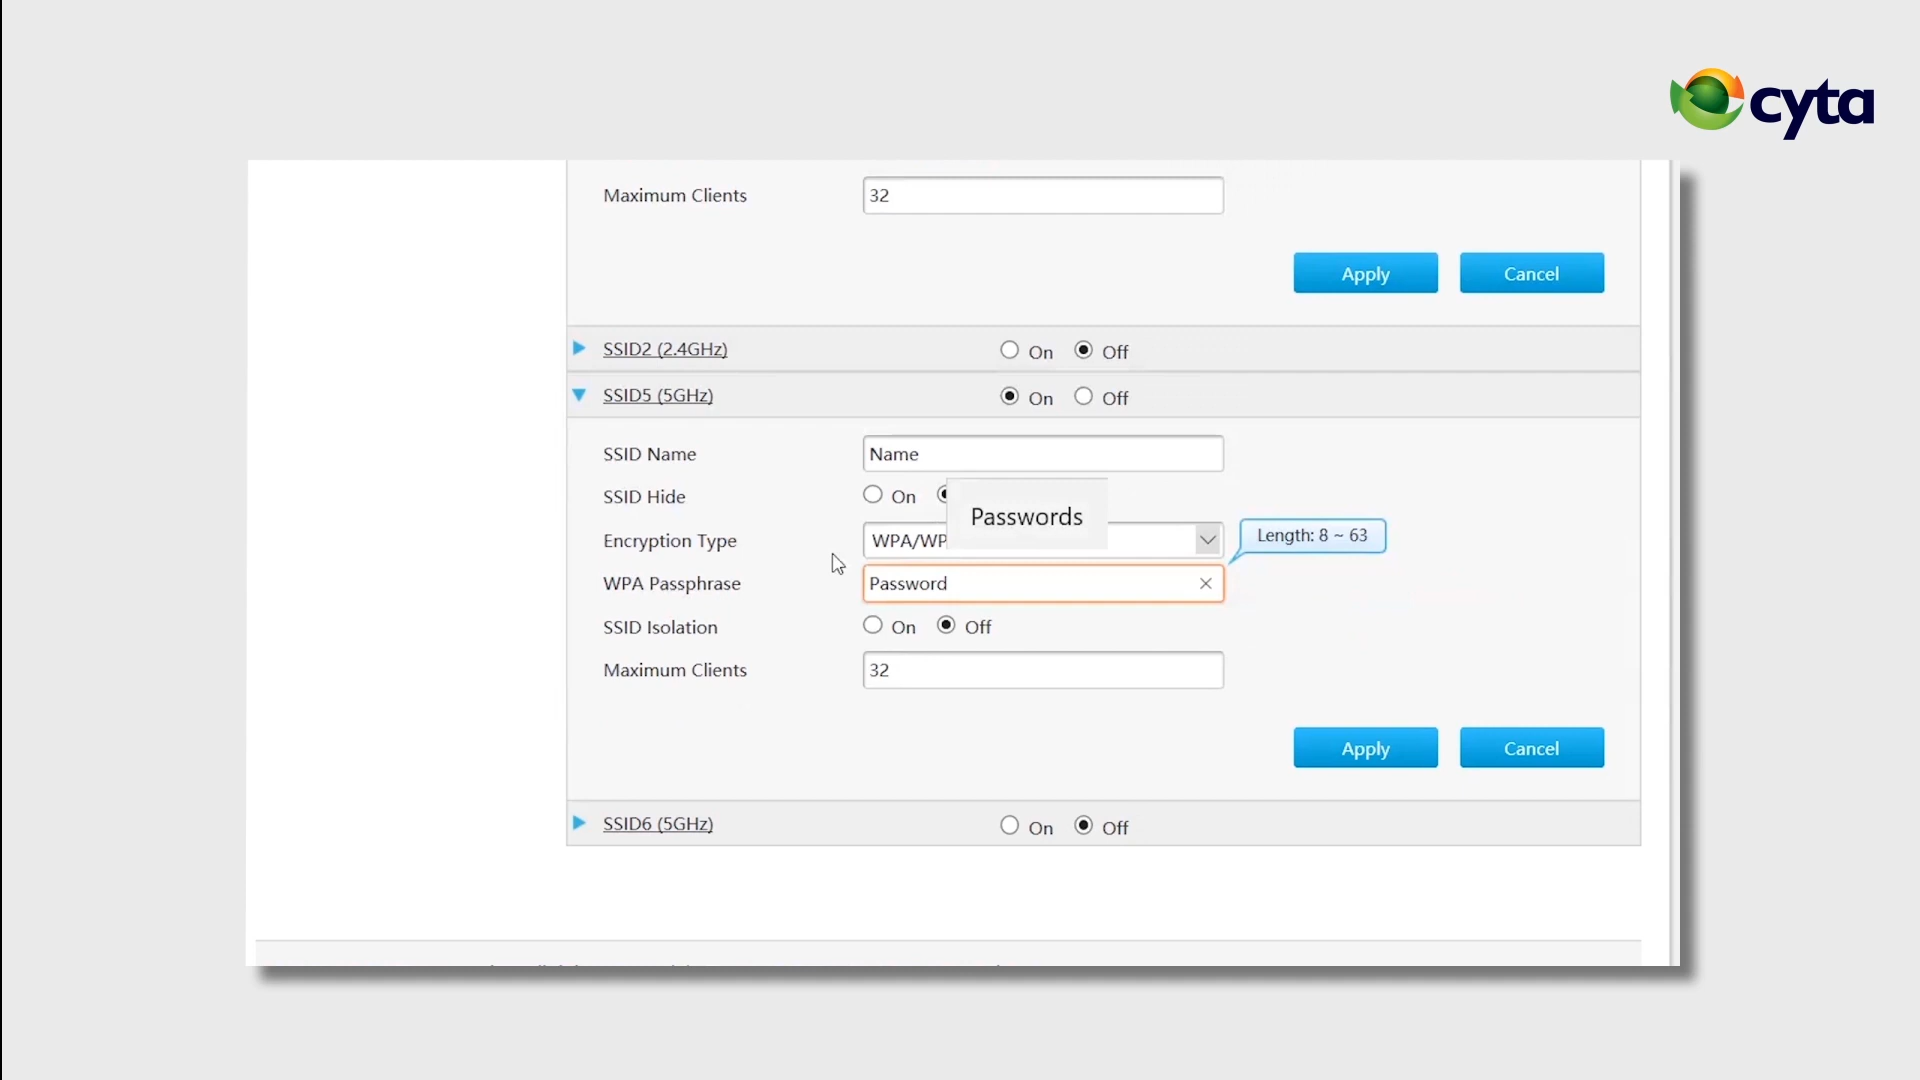 cyta
Maximum Clients 32
Apply Cancel
SSID2 (2.4GHz) On Off
SSID5 (5GHz) On Off
SSID Name Name
SSID Hide On
Passwords
Encryption Type WPA/WP
Length: 8 ~ 63
WPA Passphrase Password
SSID Isolation On Off
Maximum Clients 32
Apply Cancel
SSID6 (5GHz) On Off